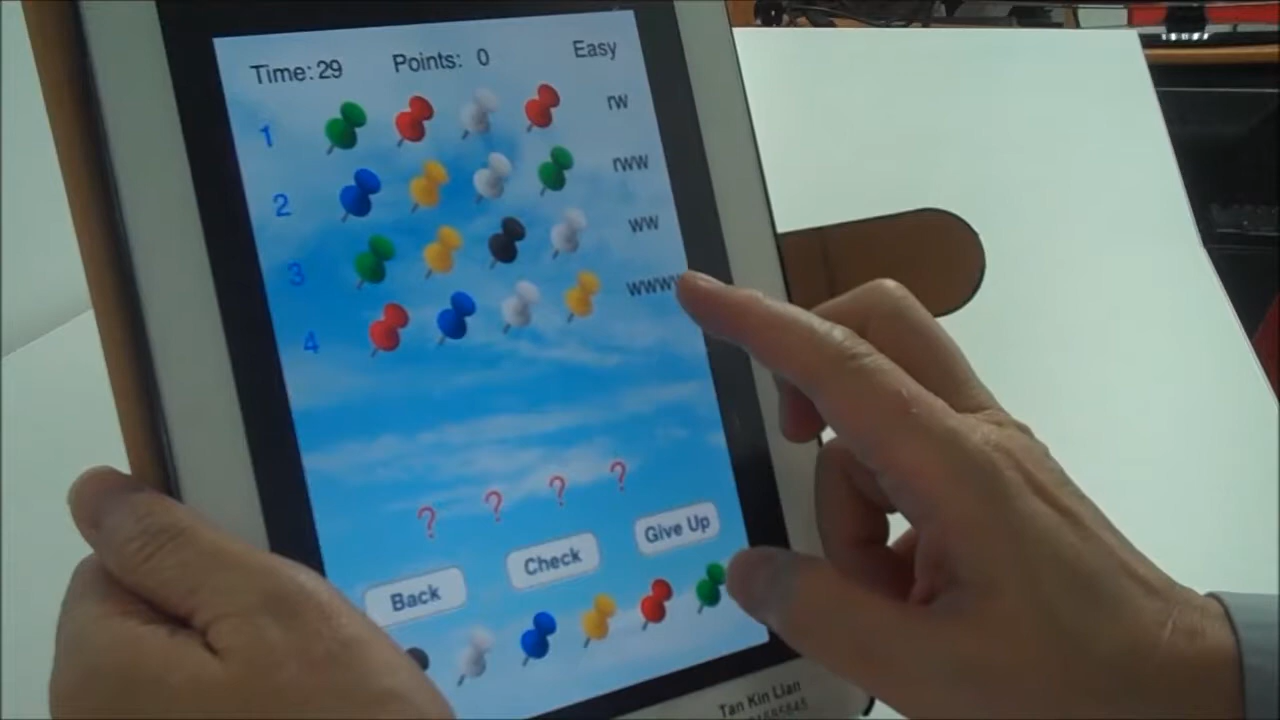 Time: 29 Points: 0 Easy
1 rw
2 rww
3 ww
4 wwww
? ? ? ?
Back Check Give Up
Tan Kin Lian